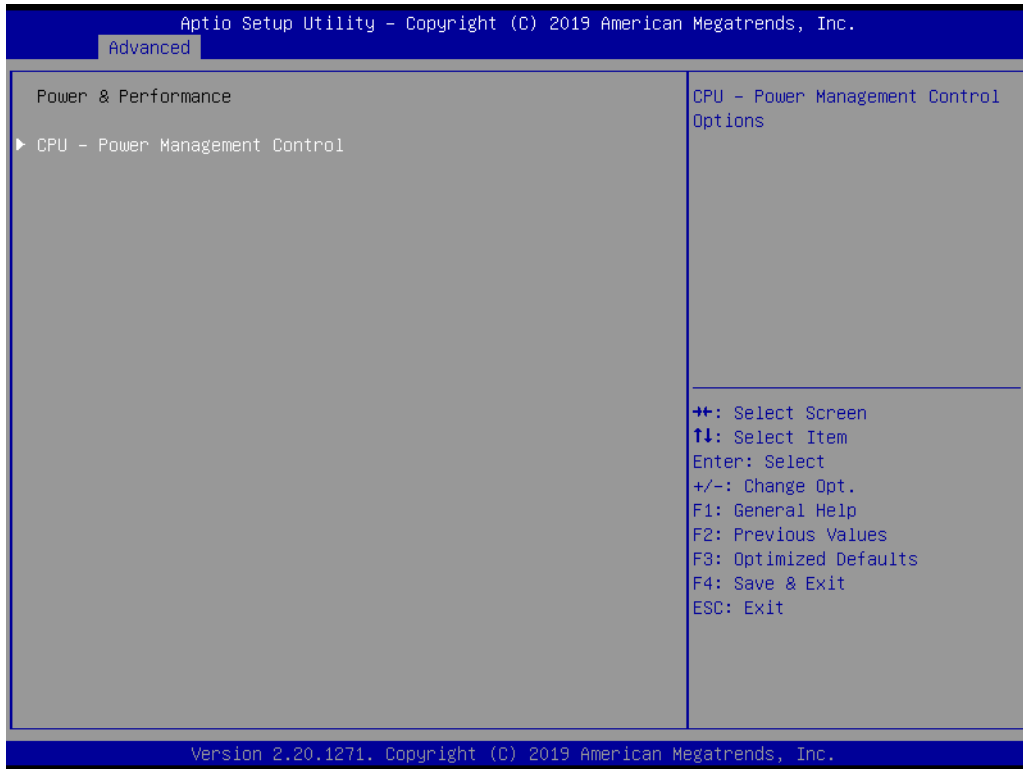 Aptio Setup Utility – Copyright (C) 2019 American Megatrends, Inc.
Advanced
Power & Performance
▶ CPU – Power Management Control
CPU – Power Management Control
Options
→←: Select Screen
↑↓: Select Item
Enter: Select
+/-: Change Opt.
F1: General Help
F2: Previous Values
F3: Optimized Defaults
F4: Save & Exit
ESC: Exit
Version 2.20.1271. Copyright (C) 2019 American Megatrends, Inc.